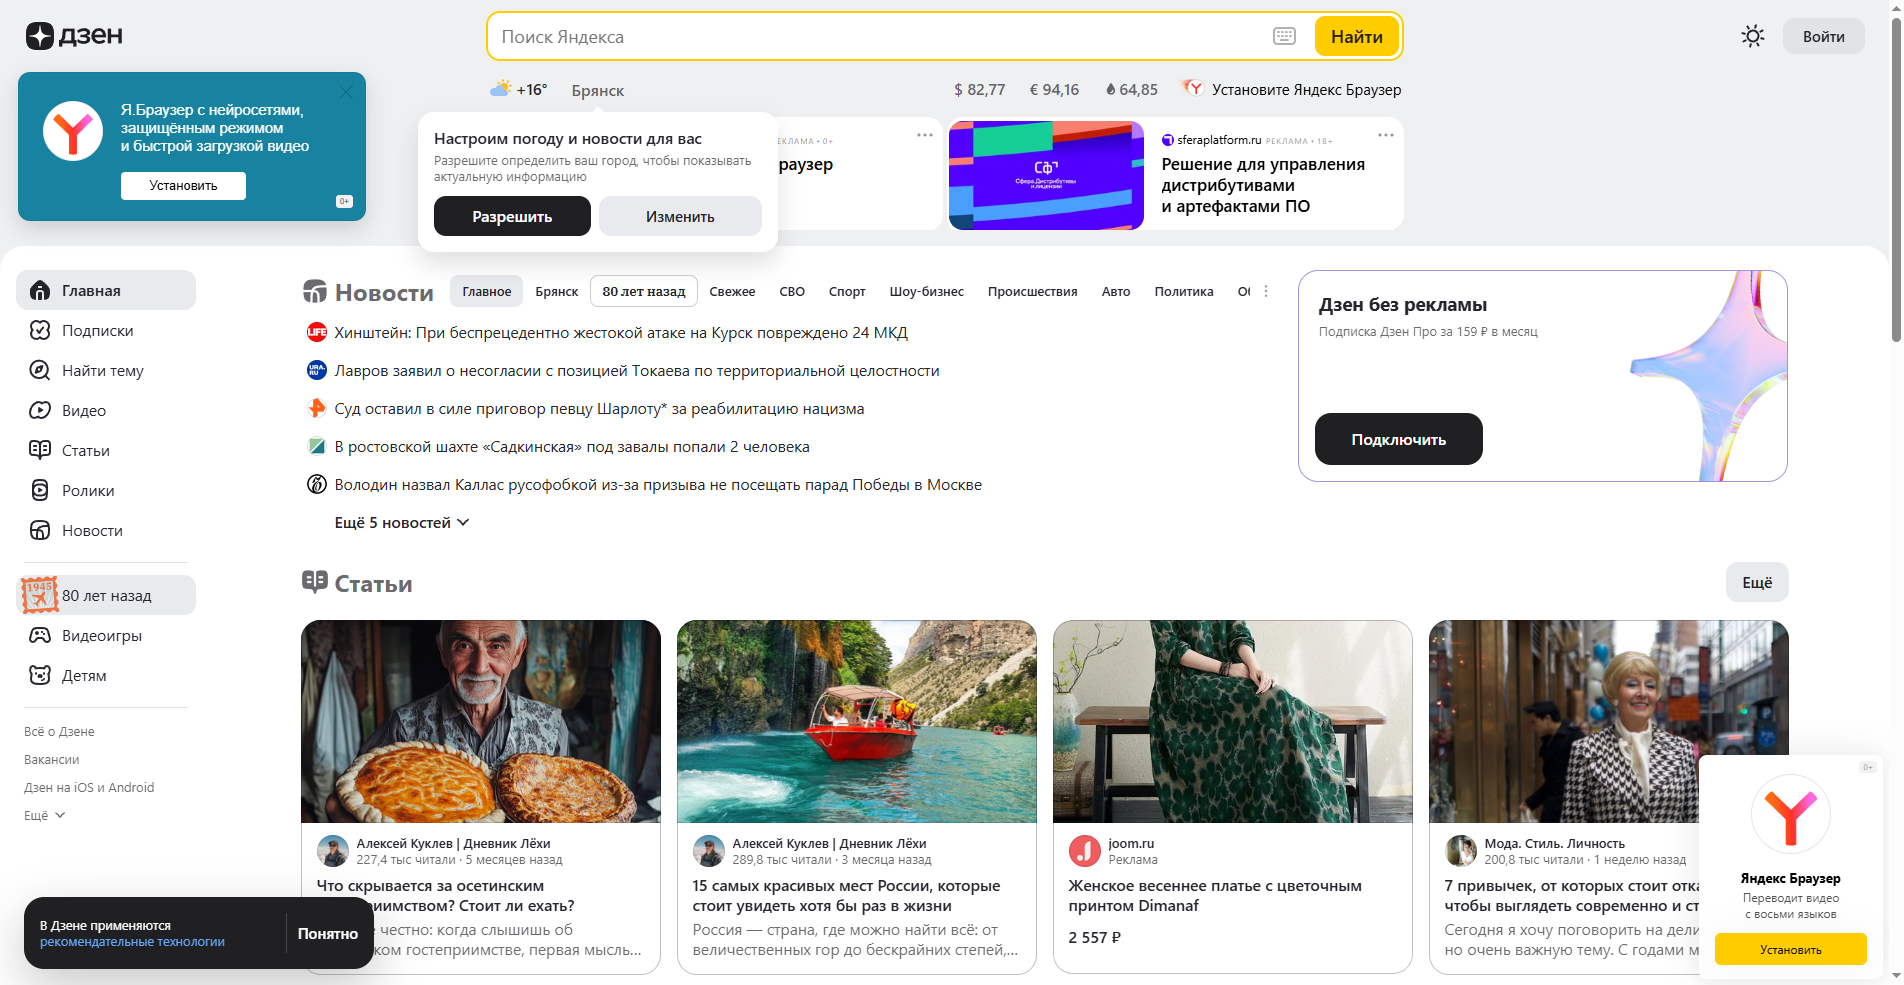 дзен
Поиск Яндекса
Найти
Войти
Я.Браузер с нейросетями,
защищённым режимом
и быстрой загрузкой видео
Установить
0+
+16°
Брянск
$ 82,77
€ 94,16
64,85
Установите Яндекс Браузер
Настроим погоду и новости для вас
Разрешите определить ваш город, чтобы показывать
актуальную информацию
Разрешить
Изменить
ЕКЛАМА • 0+
раузер
Сф
Сфера.Дистрибутивы
и лицензии
sferaplatform.ru РЕКЛАМА • 18+
Решение для управления
дистрибутивами
и артефактами ПО
Главная
Подписки
Найти тему
Видео
Статьи
Ролики
Новости
1945
80 лет назад
Видеоигры
Детям
Всё о Дзене
Вакансии
Дзен на iOS и Android
Ещё
Новости
Главное
Брянск
80 лет назад
Свежее
СВО
Спорт
Шоу-бизнес
Происшествия
Авто
Политика
LIFE
Хинштейн: При беспрецедентно жестокой атаке на Курск повреждено 24 МКД
URA.RU
Лавров заявил о несогласии с позицией Токаева по территориальной целостности
Суд оставил в силе приговор певцу Шарлоту* за реабилитацию нацизма
В ростовской шахте «Садкинская» под завалы попали 2 человека
Володин назвал Каллас русофобкой из-за призыва не посещать парад Победы в Москве
Ещё 5 новостей
Дзен без рекламы
Подписка Дзен Про за 159 ₽ в месяц
Подключить
Статьи
Ещё
Алексей Куклев | Дневник Лёхи
227,4 тыс читали · 5 месяцев назад
Что скрывается за осетинским
риимством? Стоит ли ехать?
е честно: когда слышишь об
ком гостеприимстве, первая мысль...
Алексей Куклев | Дневник Лёхи
289,8 тыс читали · 3 месяца назад
15 самых красивых мест России, которые
стоит увидеть хотя бы раз в жизни
Россия — страна, где можно найти всё: от
величественных гор до бескрайних степей,...
joom.ru
Реклама
Женское весеннее платье с цветочным
принтом Dimanaf
2 557 ₽
Мода. Стиль. Личность
200,8 тыс читали · 1 неделю назад
7 привычек, от которых стоит отка
чтобы выглядеть современно и ст
Сегодня я хочу поговорить на дели
но очень важную тему. С годами м
В Дзене применяются
рекомендательные технологии
Понятно
0+
Яндекс Браузер
Переводит видео
с восьми языков
Установить